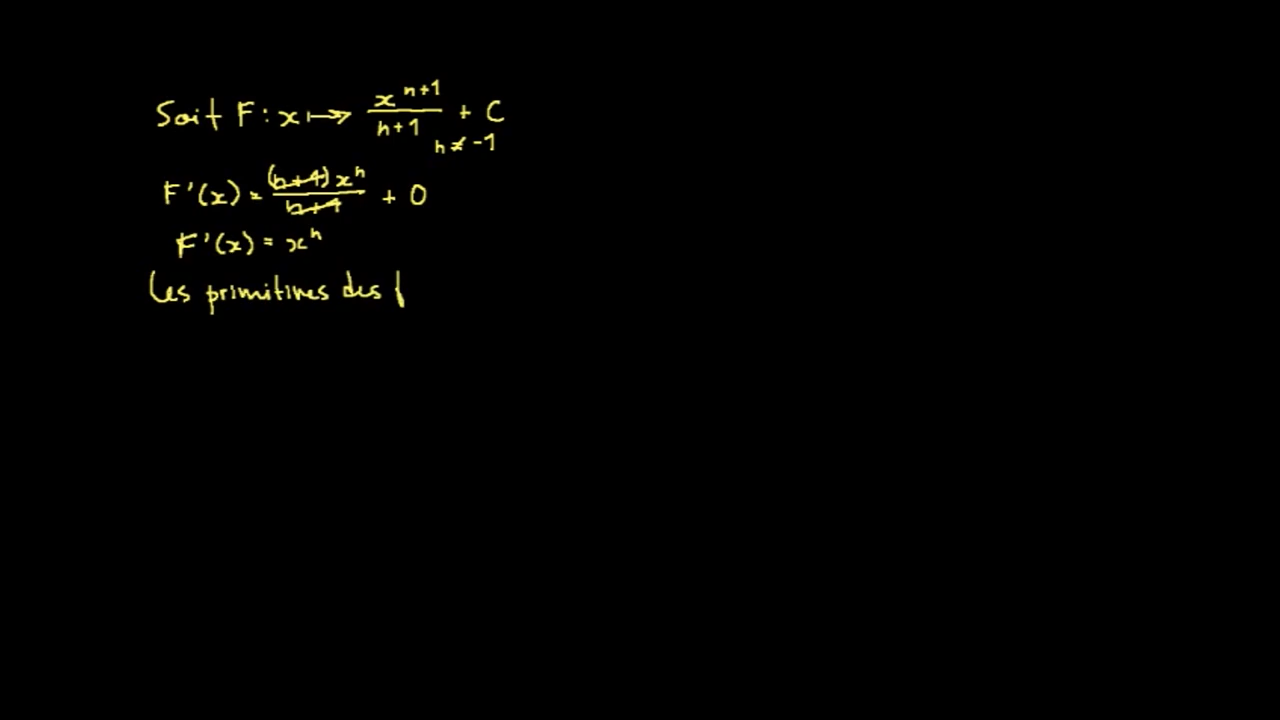 Soit F : x ↦ x^(n+1)/(n+1) + C
n ≠ -1
F'(x) = (n+1)x^n/(n+1) + 0
F'(x) = x^n
Les primitives des